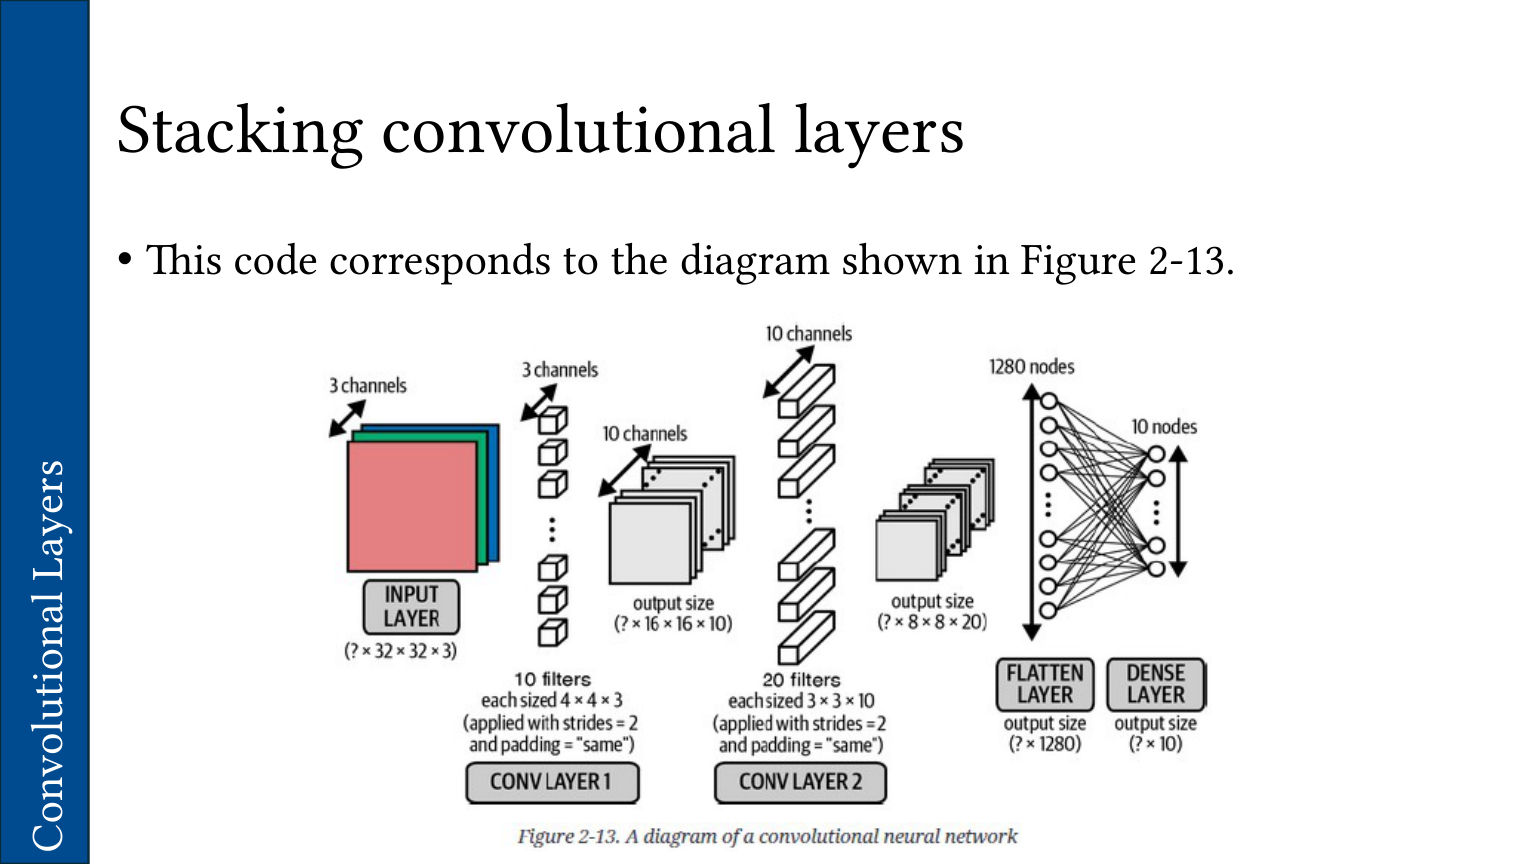 Convolutional Layers
Stacking convolutional layers
• This code corresponds to the diagram shown in Figure 2-13.
3 channels
INPUT
LAYER
(? × 32 × 32 × 3)
3 channels
10 filters
each sized 4 × 4 × 3
(applied with strides = 2
and padding = "same")
CONV LAYER 1
10 channels
output size
(? × 16 × 16 × 10)
10 channels
20 filters
each sized 3 × 3 × 10
(applied with strides =2
and padding = "same")
CONV LAYER 2
output size
(? × 8 × 8 × 20)
1280 nodes
FLATTEN
LAYER
output size
(? × 1280)
10 nodes
DENSE
LAYER
output size
(? × 10)
Figure 2-13. A diagram of a convolutional neural network